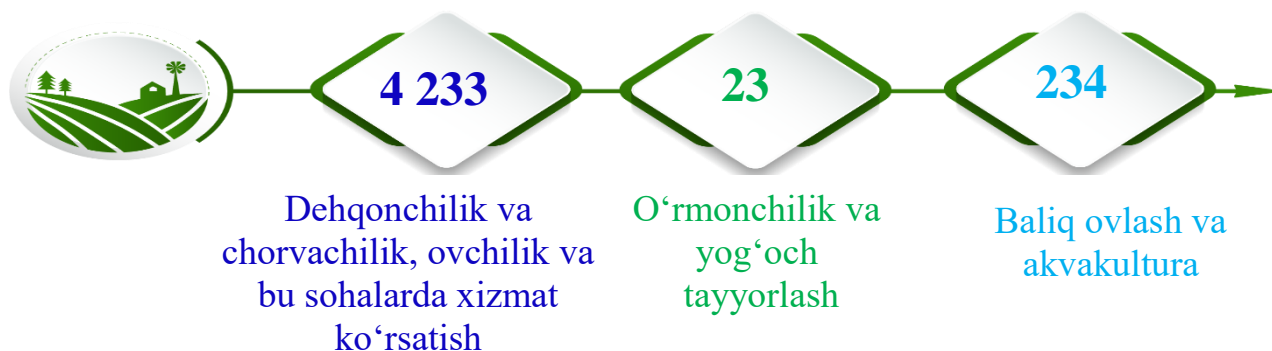 4 233
23
234
Dehqonchilik va
chorvachilik, ovchilik va
bu sohalarda xizmat
ko‘rsatish
O‘rmonchilik va
yog‘och
tayyorlash
Baliq ovlash va
akvakultura